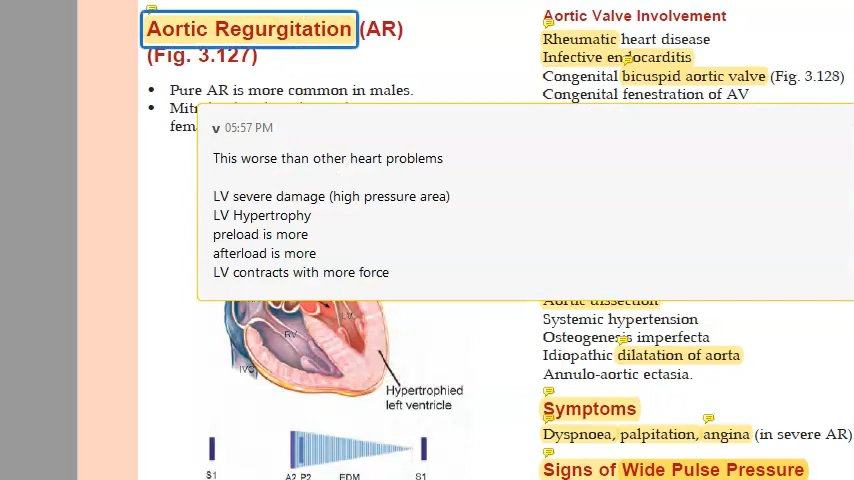 Aortic Regurgitation (AR)
(Fig. 3.127)
• Pure AR is more common in males.
• Mit
fem
v 05:57 PM
This worse than other heart problems
LV severe damage (high pressure area)
LV Hypertrophy
preload is more
afterload is more
LV contracts with more force
LV
RV
IVC
Hypertrophied
left ventricle
S1
A2 P2
EDM
S1
Aortic Valve Involvement
Rheumatic heart disease
Infective endocarditis
Congenital bicuspid aortic valve (Fig. 3.128)
Congenital fenestration of AV
Aortic dissection
Systemic hypertension
Osteogenesis imperfecta
Idiopathic dilatation of aorta
Annulo-aortic ectasia.
Symptoms
Dyspnoea, palpitation, angina (in severe AR)
Signs of Wide Pulse Pressure